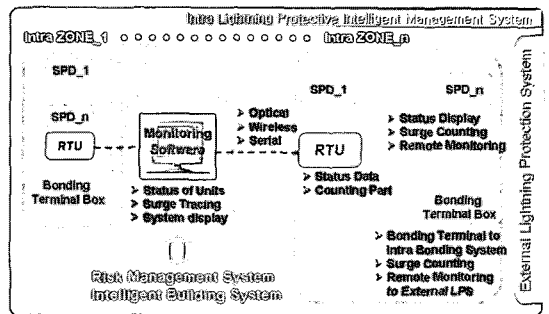 Intra Lightning Protective Intelligent Management System
Intra ZONE_1
Intra ZONE_n
SPD_1
SPD_n
RTU
Bonding
Terminal Box
Monitoring
Software
➢ Status of Units
➢ Surge Tracing
➢ System display
➢ Optical
➢ Wireless
➢ Serial
SPD_1
RTU
➢ Status Data
➢ Counting Part
SPD_n
➢ Status Display
➢ Surge Counting
➢ Remote Monitoring
Bonding
Terminal Box
➢ Bonding Terminal to
Intra Bonding System
➢ Surge Counting
➢ Remote Monitoring
to External LPS
Risk Management System
Intelligent Building System
External Lightning Protection System